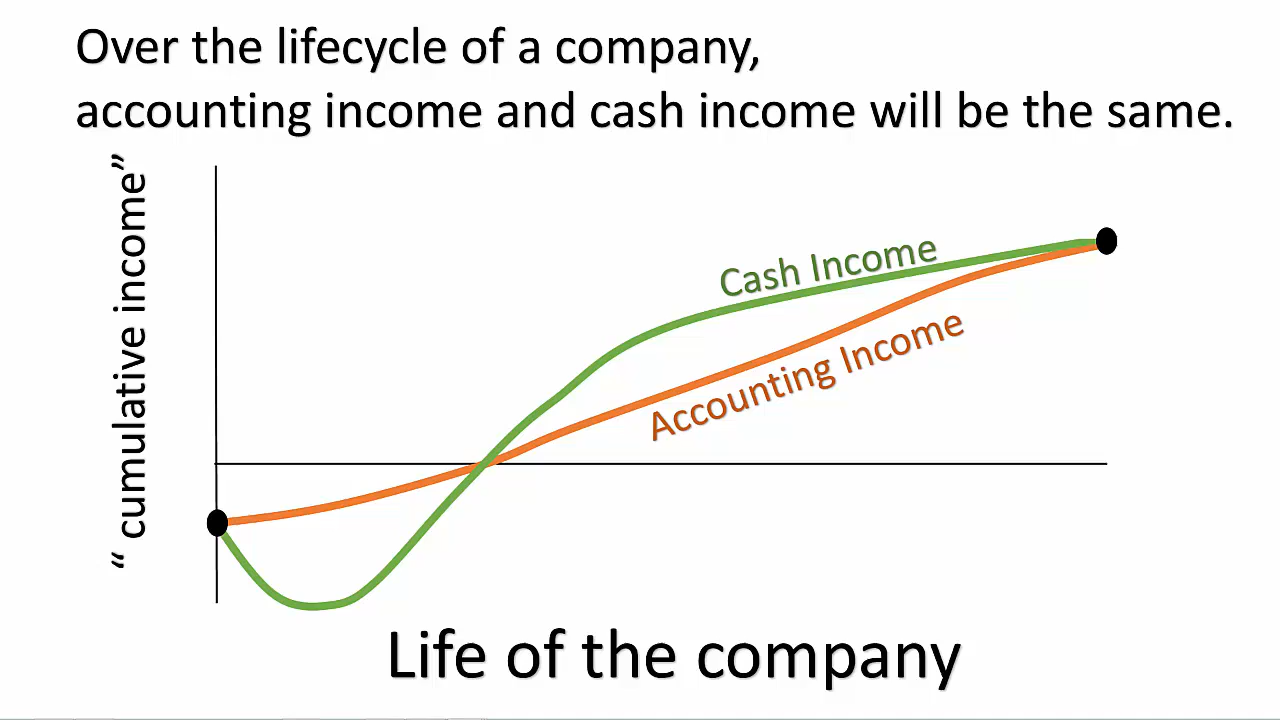 Over the lifecycle of a company,
accounting income and cash income will be the same.
“ cumulative income”
Cash Income
Accounting Income
Life of the company